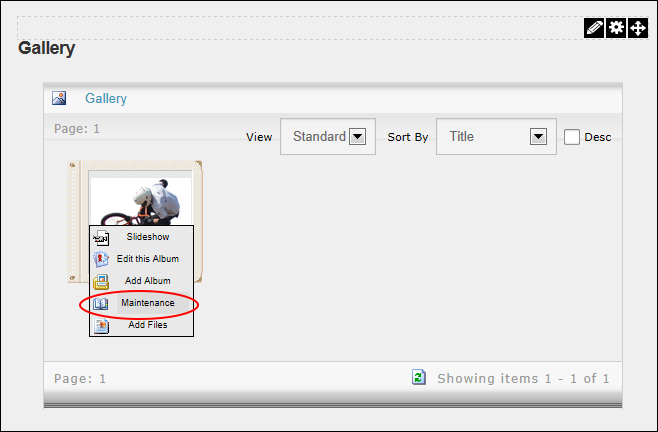 Gallery
Gallery
Page: 1
View Standard Sort By Title Desc
Slideshow
Edit this Album
Add Album
Maintenance
Add Files
Page: 1 Showing items 1 - 1 of 1